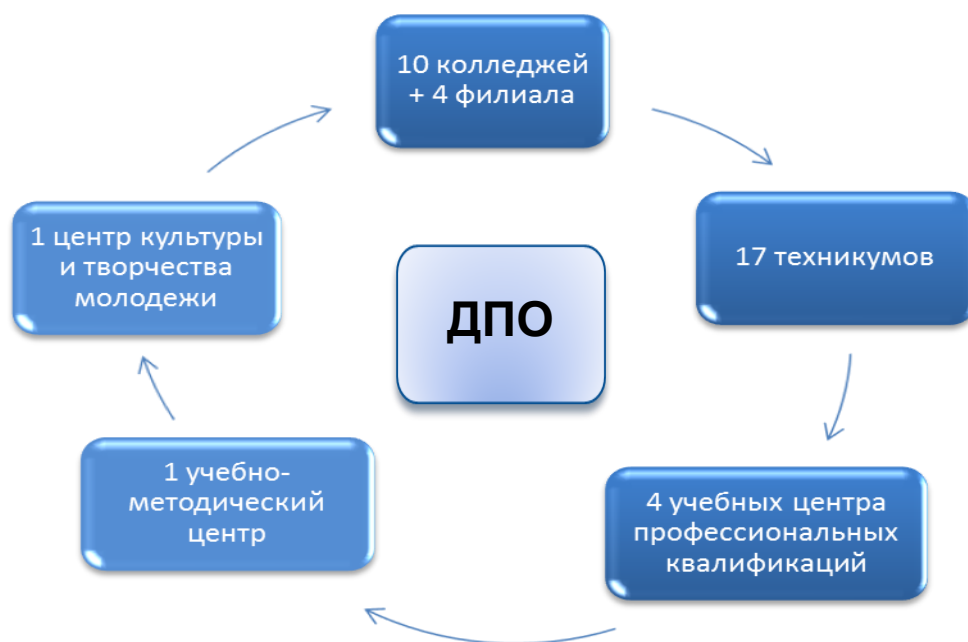 10 колледжей
+ 4 филиала
17 техникумов
4 учебных центра
профессиональных
квалификаций
1 учебно-
методический
центр
1 центр культуры
и творчества
молодежи
ДПО